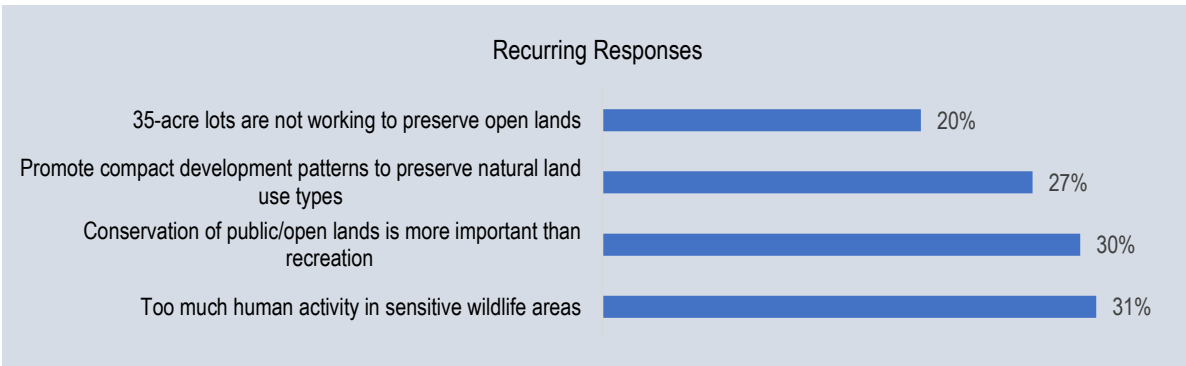 Recurring Responses
35-acre lots are not working to preserve open lands
20%
Promote compact development patterns to preserve natural land
use types
27%
Conservation of public/open lands is more important than
recreation
30%
Too much human activity in sensitive wildlife areas
31%